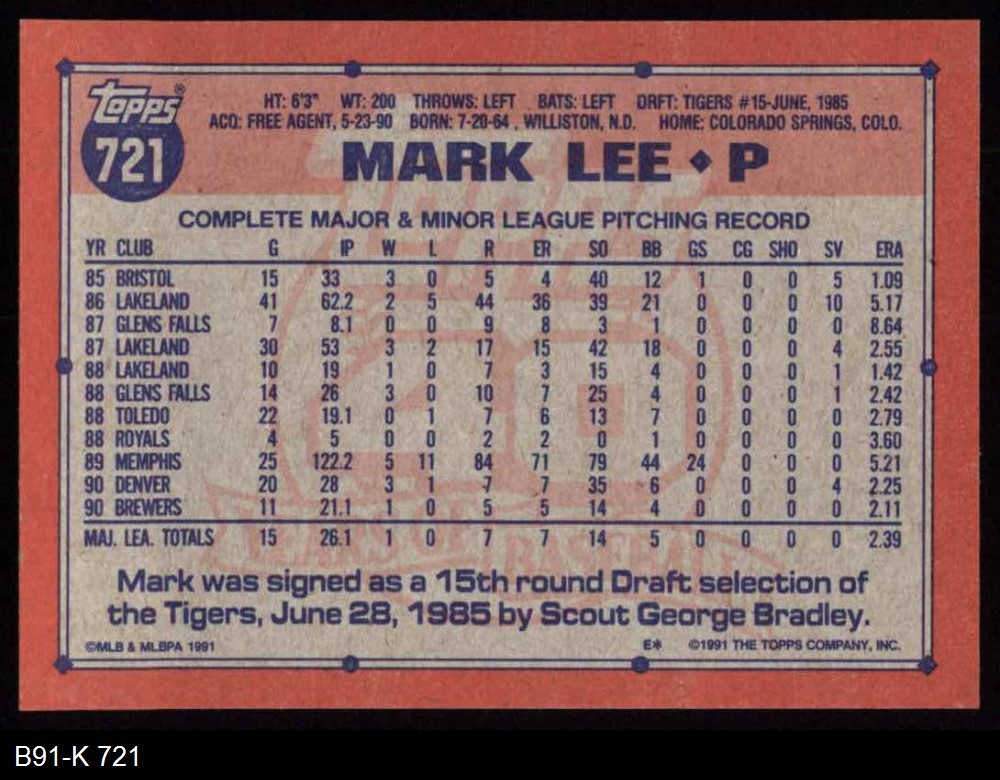 topps®
721
HT: 6'3" WT: 200 THROWS: LEFT BATS: LEFT DRFT: TIGERS #15-JUNE, 1985
ACQ: FREE AGENT, 5-23-90 BORN: 7-20-64, WILLISTON, N.D. HOME: COLORADO SPRINGS, COLO.
MARK LEE ◆ P
COMPLETE MAJOR & MINOR LEAGUE PITCHING RECORD
YR CLUB G IP W L R ER SO BB GS CG SHO SV ERA
85 BRISTOL 15 33 3 0 5 4 40 12 1 0 0 5 1.09
86 LAKELAND 41 62.2 2 5 44 36 39 21 0 0 0 10 5.17
87 GLENS FALLS 7 8.1 0 0 9 8 3 1 0 0 0 0 8.64
87 LAKELAND 30 53 3 2 17 15 42 18 0 0 0 4 2.55
88 LAKELAND 10 19 1 0 7 3 15 4 0 0 0 1 1.42
88 GLENS FALLS 14 26 3 0 10 7 25 4 0 0 0 1 2.42
88 TOLEDO 22 19.1 0 1 7 6 13 7 0 0 0 0 2.79
88 ROYALS 4 5 0 0 2 2 0 1 0 0 0 0 3.60
89 MEMPHIS 25 122.2 5 11 84 71 79 44 24 0 0 0 5.21
90 DENVER 20 28 3 1 7 7 35 6 0 0 0 4 2.25
90 BREWERS 11 21.1 1 0 5 5 14 4 0 0 0 0 2.11
MAJ. LEA. TOTALS 15 26.1 1 0 7 7 14 5 0 0 0 0 2.39
topps
40
YEARS OF BASEBALL
Mark was signed as a 15th round Draft selection of
the Tigers, June 28, 1985 by Scout George Bradley.
©MLB & MLBPA 1991 E* ©1991 THE TOPPS COMPANY, INC.
B91-K 721